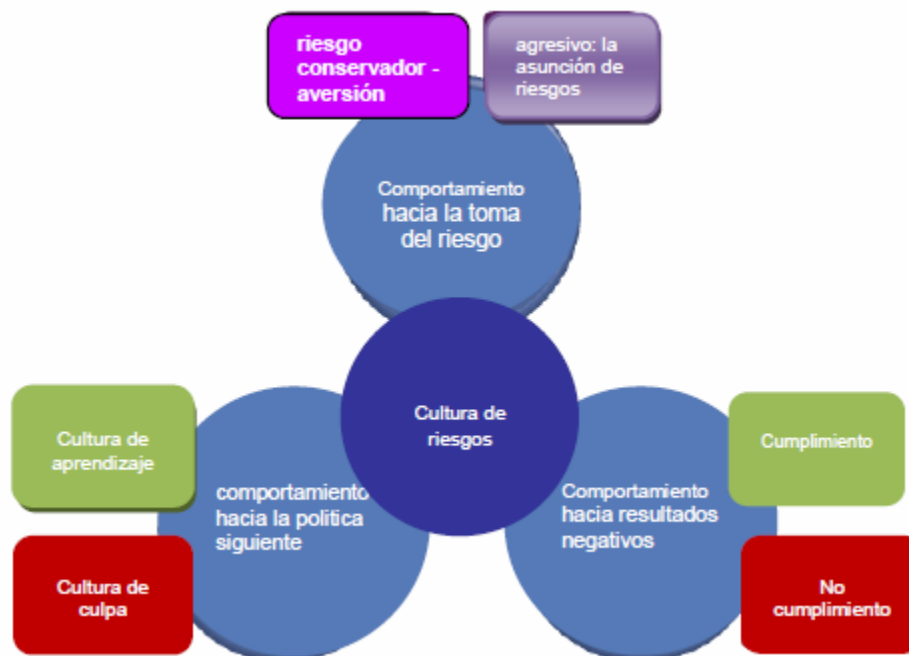 riesgo
conservador -
aversión
agresivo: la
asunción de
riesgos
Comportamiento
hacia la toma
del riesgo
Cultura de
riesgos
Cultura de
aprendizaje
comportamiento
hacia la politica
siguiente
Cultura de
culpa
Comportamiento
hacia resultados
negativos
Cumplimiento
No
cumplimiento